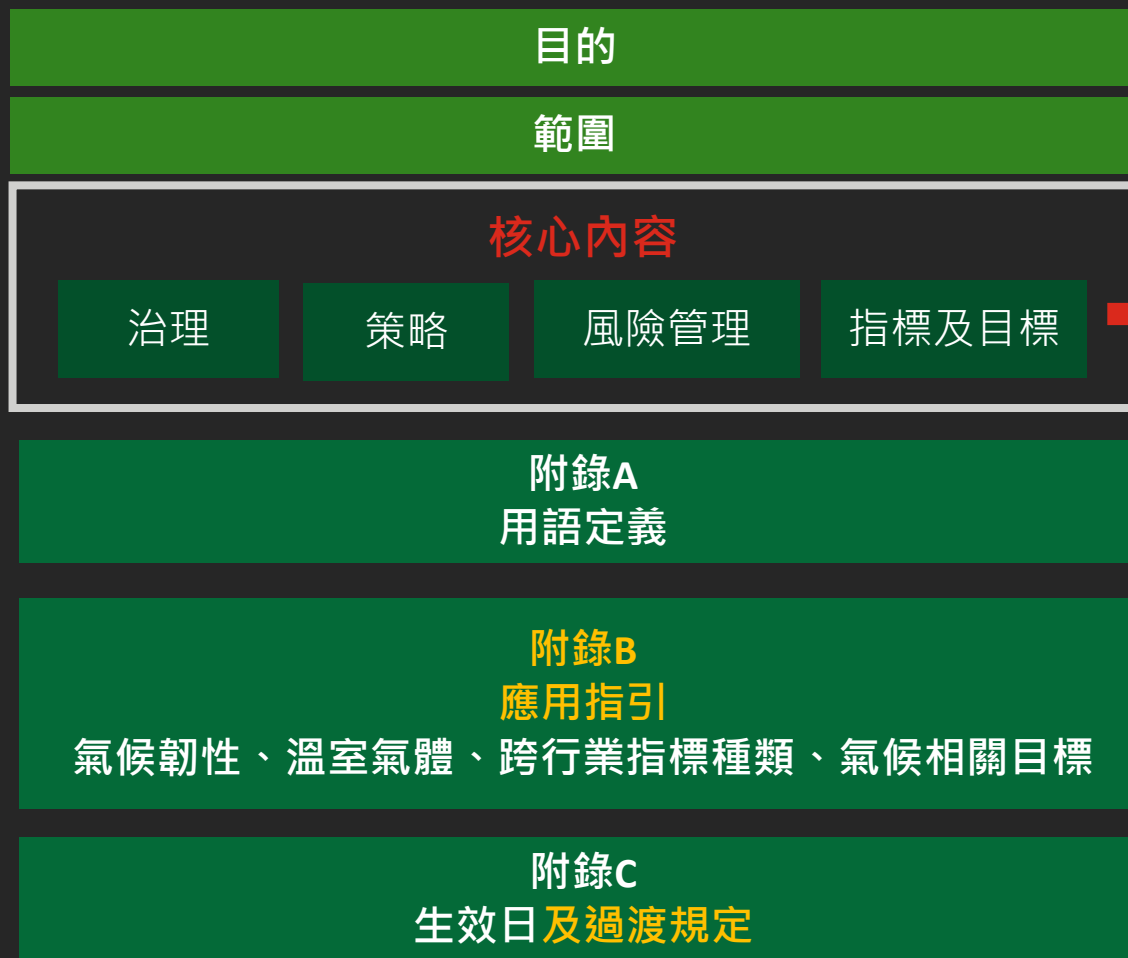 目的
範圍
核心內容
治理
策略
風險管理
指標及目標
附錄A
用語定義
附錄B
應用指引
氣候韌性、溫室氣體、跨行業指標種類、氣候相關目標
附錄C
生效日及過渡規定